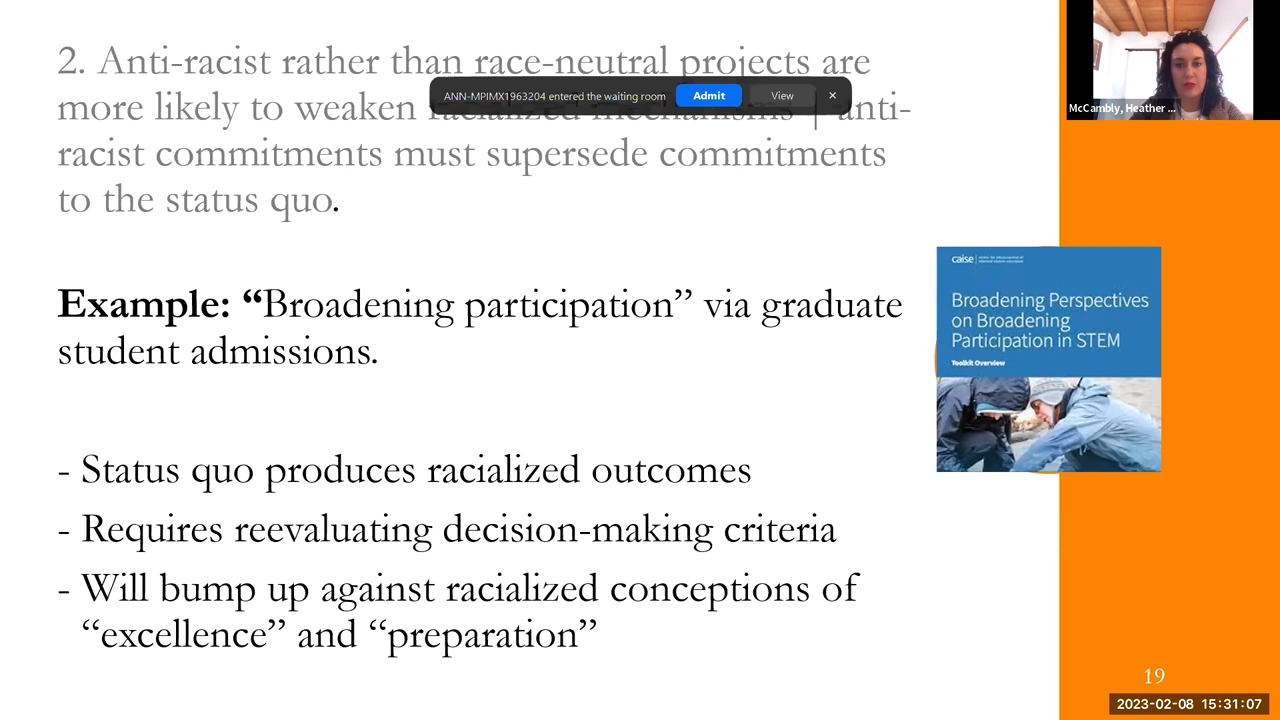 2. Anti-racist rather than race-neutral projects are
more likely to weaken racialized mechanisms | anti-
racist commitments must supersede commitments
to the status quo.
ANN-MPIMX1963204 entered the waiting room
Admit
View
McCambly, Heather ...
Example: “Broadening participation” via graduate
student admissions.
- Status quo produces racialized outcomes
- Requires reevaluating decision-making criteria
- Will bump up against racialized conceptions of
“excellence” and “preparation”
caise
Broadening Perspectives
on Broadening
Participation in STEM
Toolkit Overview
19
2023-02-08 15:31:07